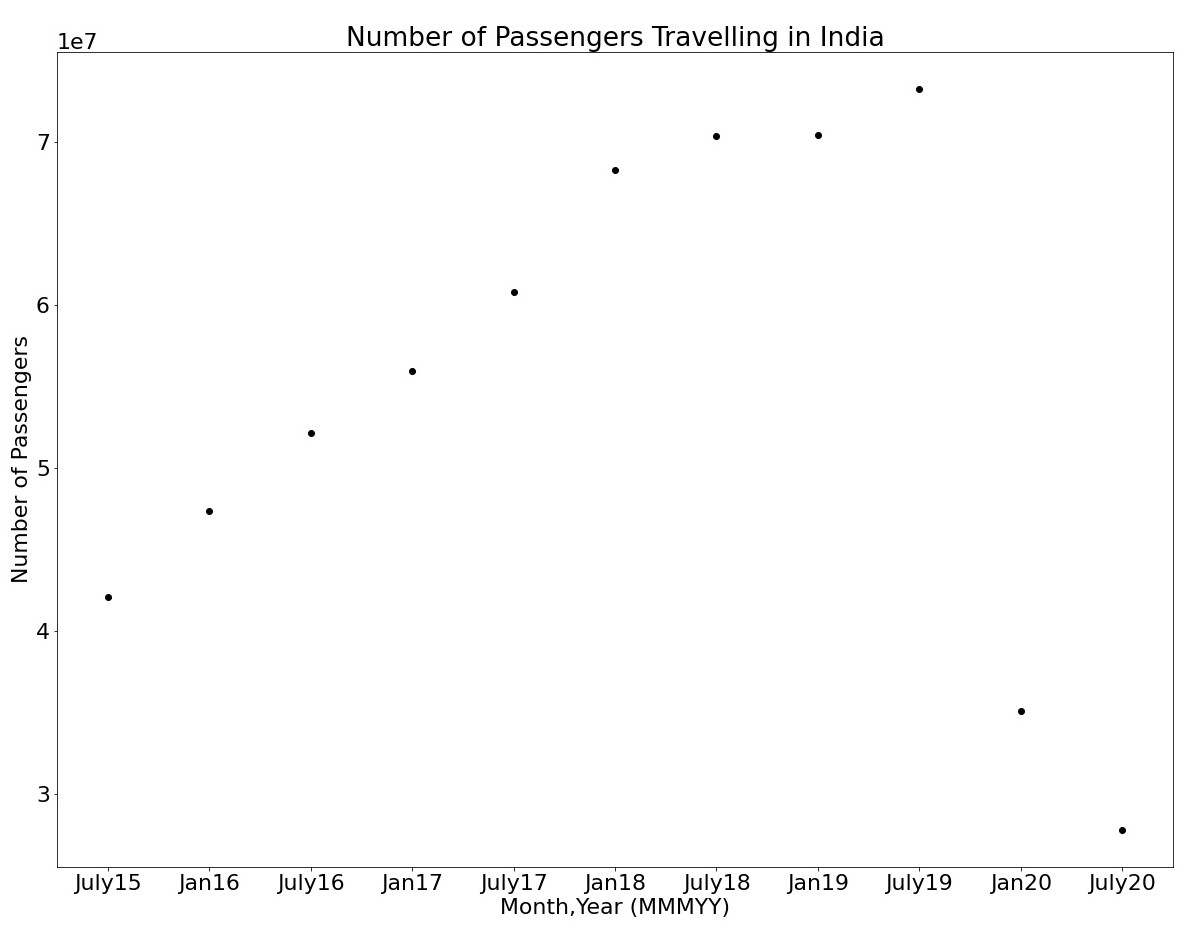 Number of Passengers Travelling in India
1e7
7
6
5
4
3
Number of Passengers
July15 Jan16 July16 Jan17 July17 Jan18 July18 Jan19 July19 Jan20 July20
Month,Year (MMMYY)